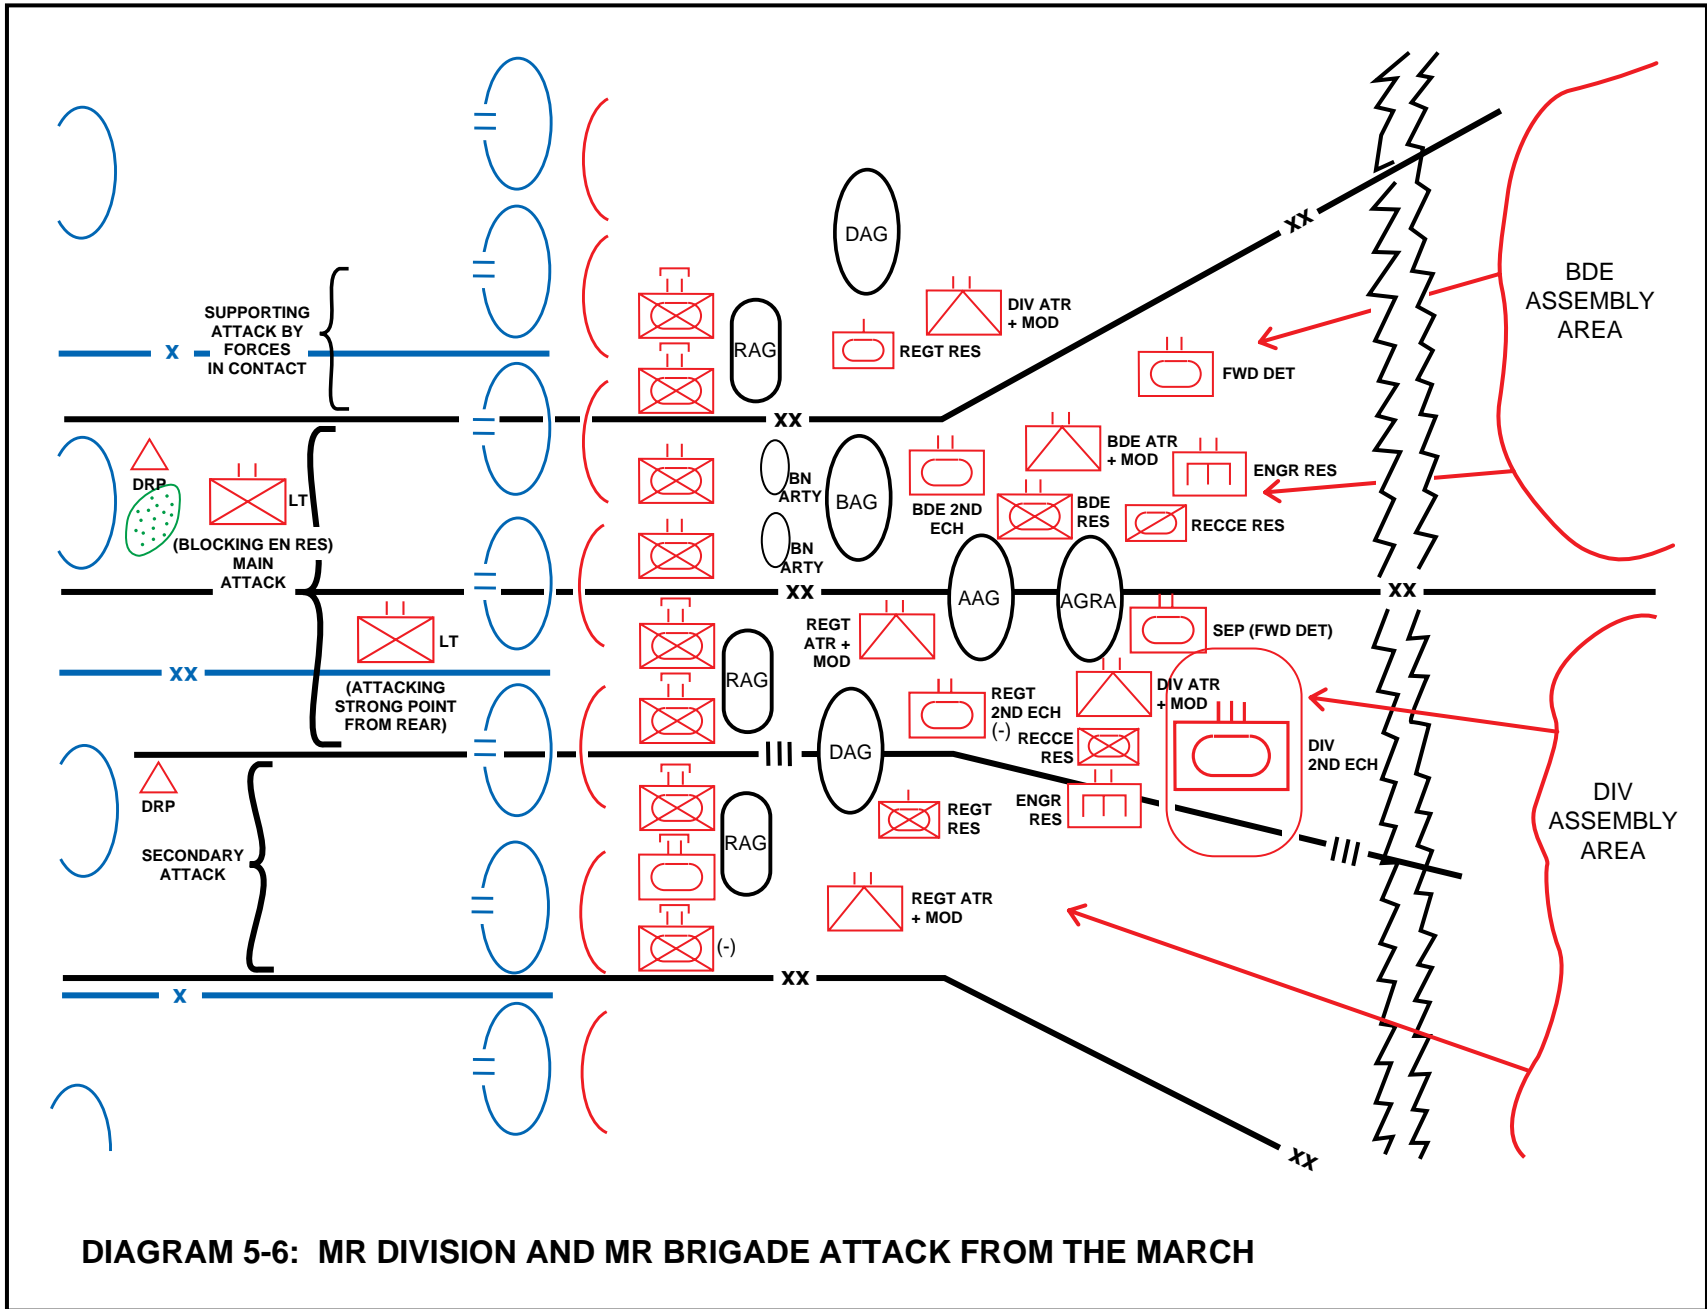 BDE
ASSEMBLY
AREA
XX
DAG
DIV ATR
+ MOD
SUPPORTING
ATTACK BY
FORCES
IN CONTACT
X
RAG
REGT RES
FWD DET
XX
DRP
LT
(BLOCKING EN RES)
MAIN
ATTACK
BN
ARTY
BN
ARTY
BAG
BDE 2ND
ECH
BDE ATR
+ MOD
BDE
RES
ENGR RES
RECCE RES
XX
XX
AAG
AGRA
SEP (FWD DET)
LT
XX
(ATTACKING
STRONG POINT
FROM REAR)
RAG
REGT
ATR +
MOD
REGT
2ND ECH
(-)
DIV ATR
+ MOD
RECCE
RES
DIV
2ND ECH
DAG
DRP
SECONDARY
ATTACK
RAG
REGT
RES
ENGR
RES
DIV
ASSEMBLY
AREA
REGT ATR
+ MOD
(-)
XX
X
XX
DIAGRAM 5-6: MR DIVISION AND MR BRIGADE ATTACK FROM THE MARCH